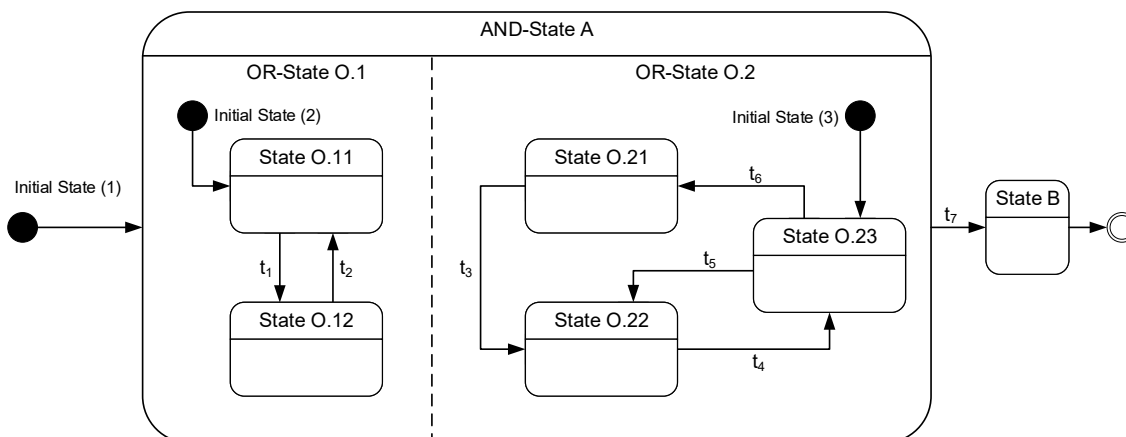 AND-State A
OR-State O.1
OR-State O.2
Initial State (2)
Initial State (3)
State O.11
State O.21
t₆
Initial State (1)
State B
t₇
State O.23
t₁
t₂
t₃
t₅
State O.12
State O.22
t₄